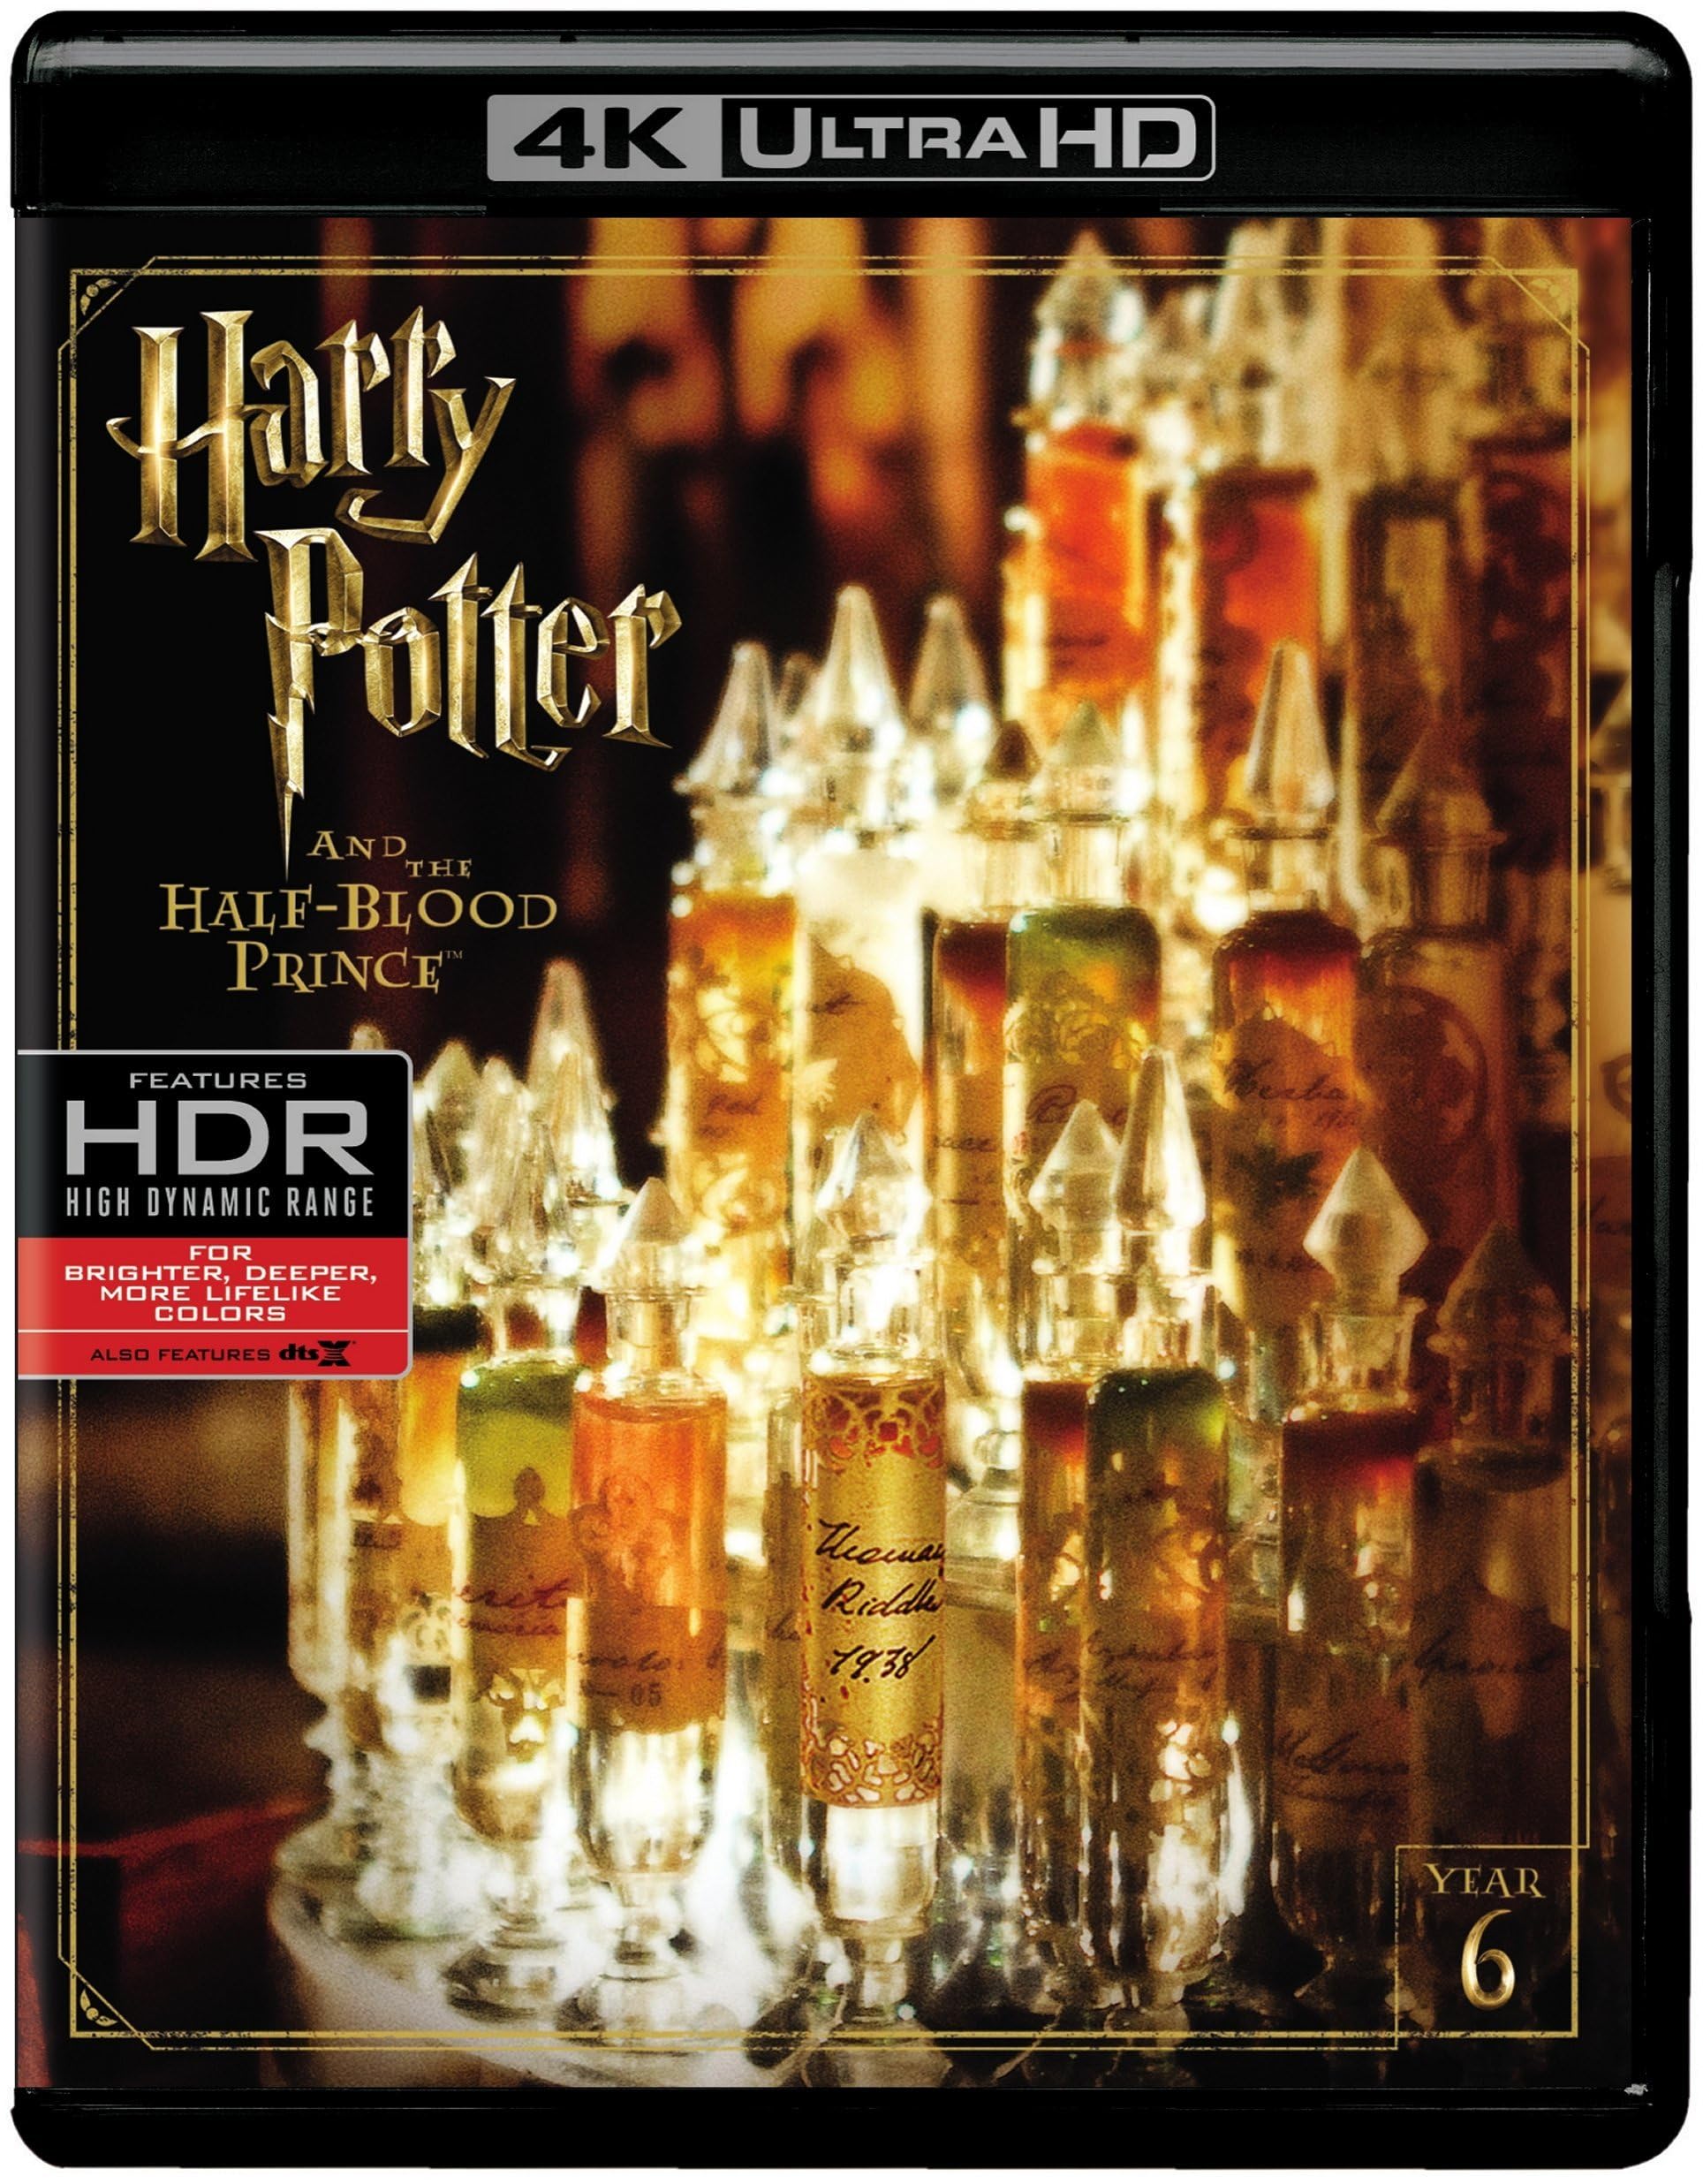 4K ULTRA HD
Harry
Potter
AND
THE
HALF-BLOOD
PRINCE™
FEATURES
HDR
HIGH DYNAMIC RANGE
FOR
BRIGHTER, DEEPER,
MORE LIFELIKE
COLORS
ALSO FEATURES dts X
Thomas
Riddle
1938
05
YEAR
6